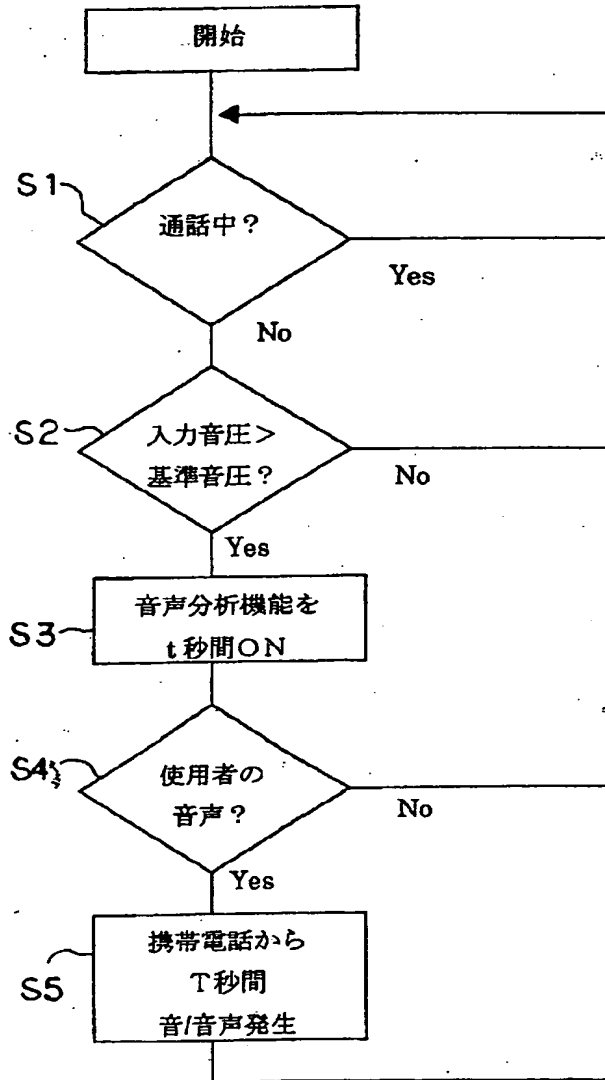 開始
S1
通話中？
Yes
No
S2
入力音圧＞
基準音圧？
No
Yes
S3
音声分析機能を
t秒間ON
S4
使用者の
音声？
No
Yes
S5
携帯電話から
T秒間
音/音声発生